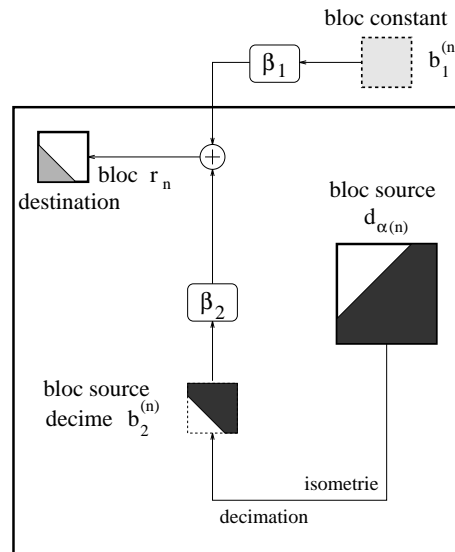 bloc constant
β1
b1(n
bloc rn
destination
bloc source
dα(n)
β2
bloc source
decime b2(n)
isometrie
decimation